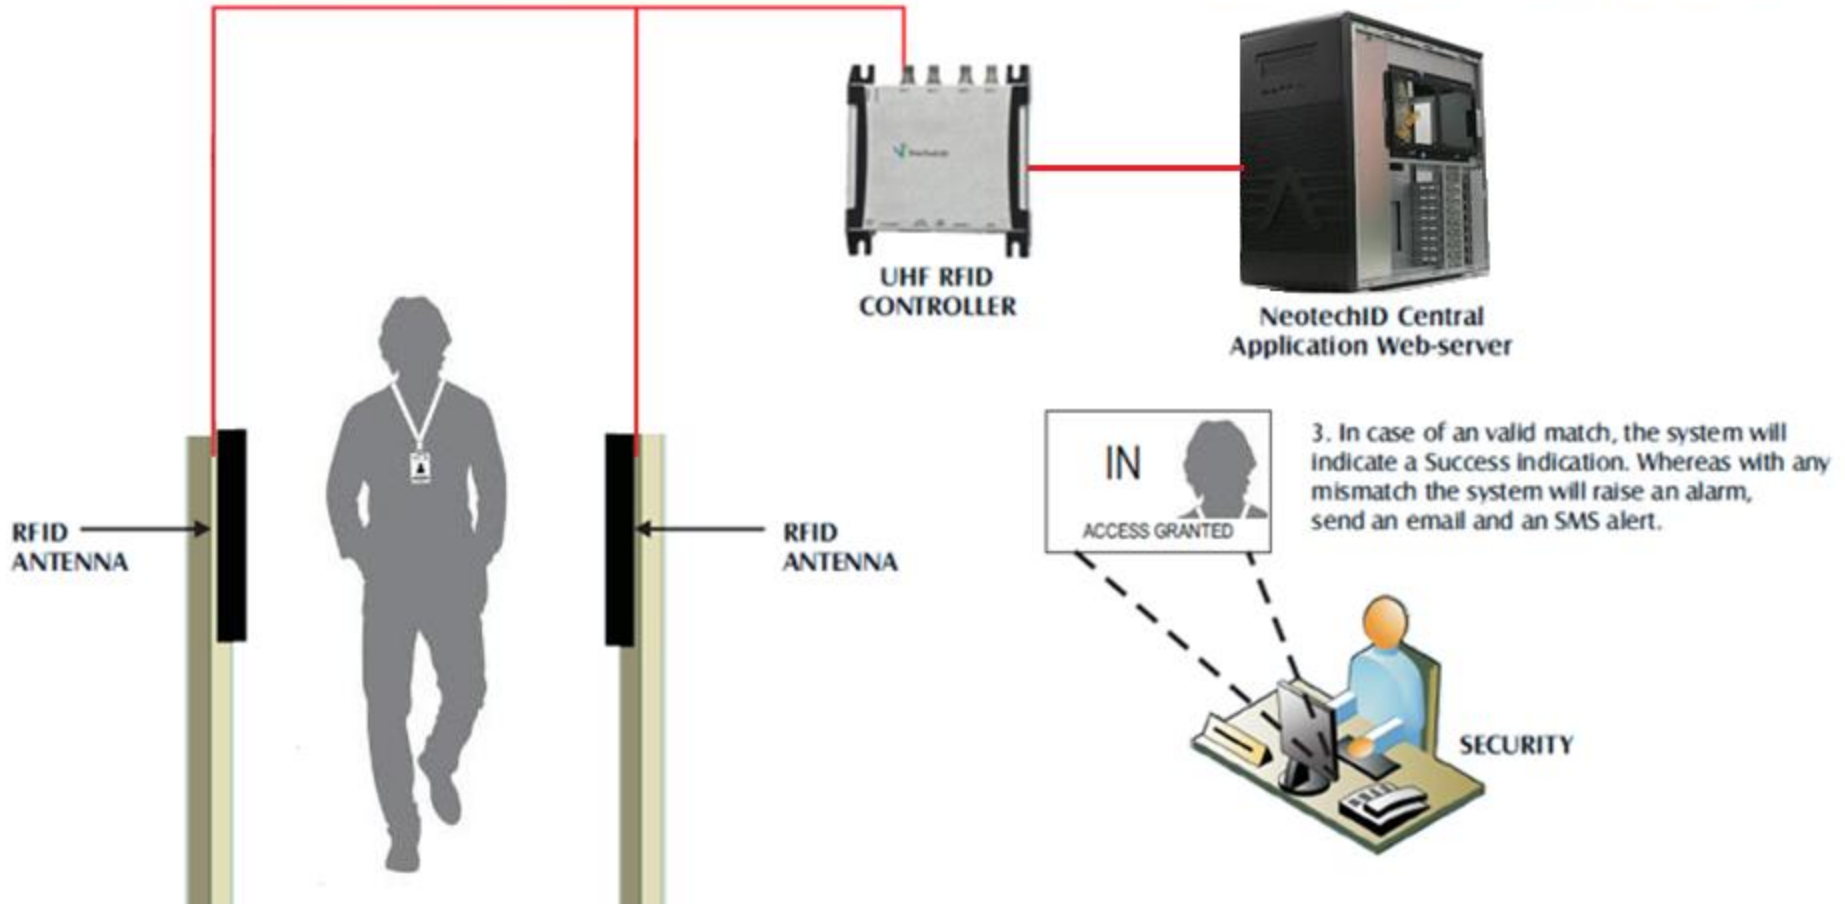 UHF RFID
CONTROLLER
NeotechID Central
Application Web-server
RFID
ANTENNA
RFID
ANTENNA
IN
ACCESS GRANTED
3. In case of an valid match, the system will
indicate a Success indication. Whereas with any
mismatch the system will raise an alarm,
send an email and an SMS alert.
SECURITY